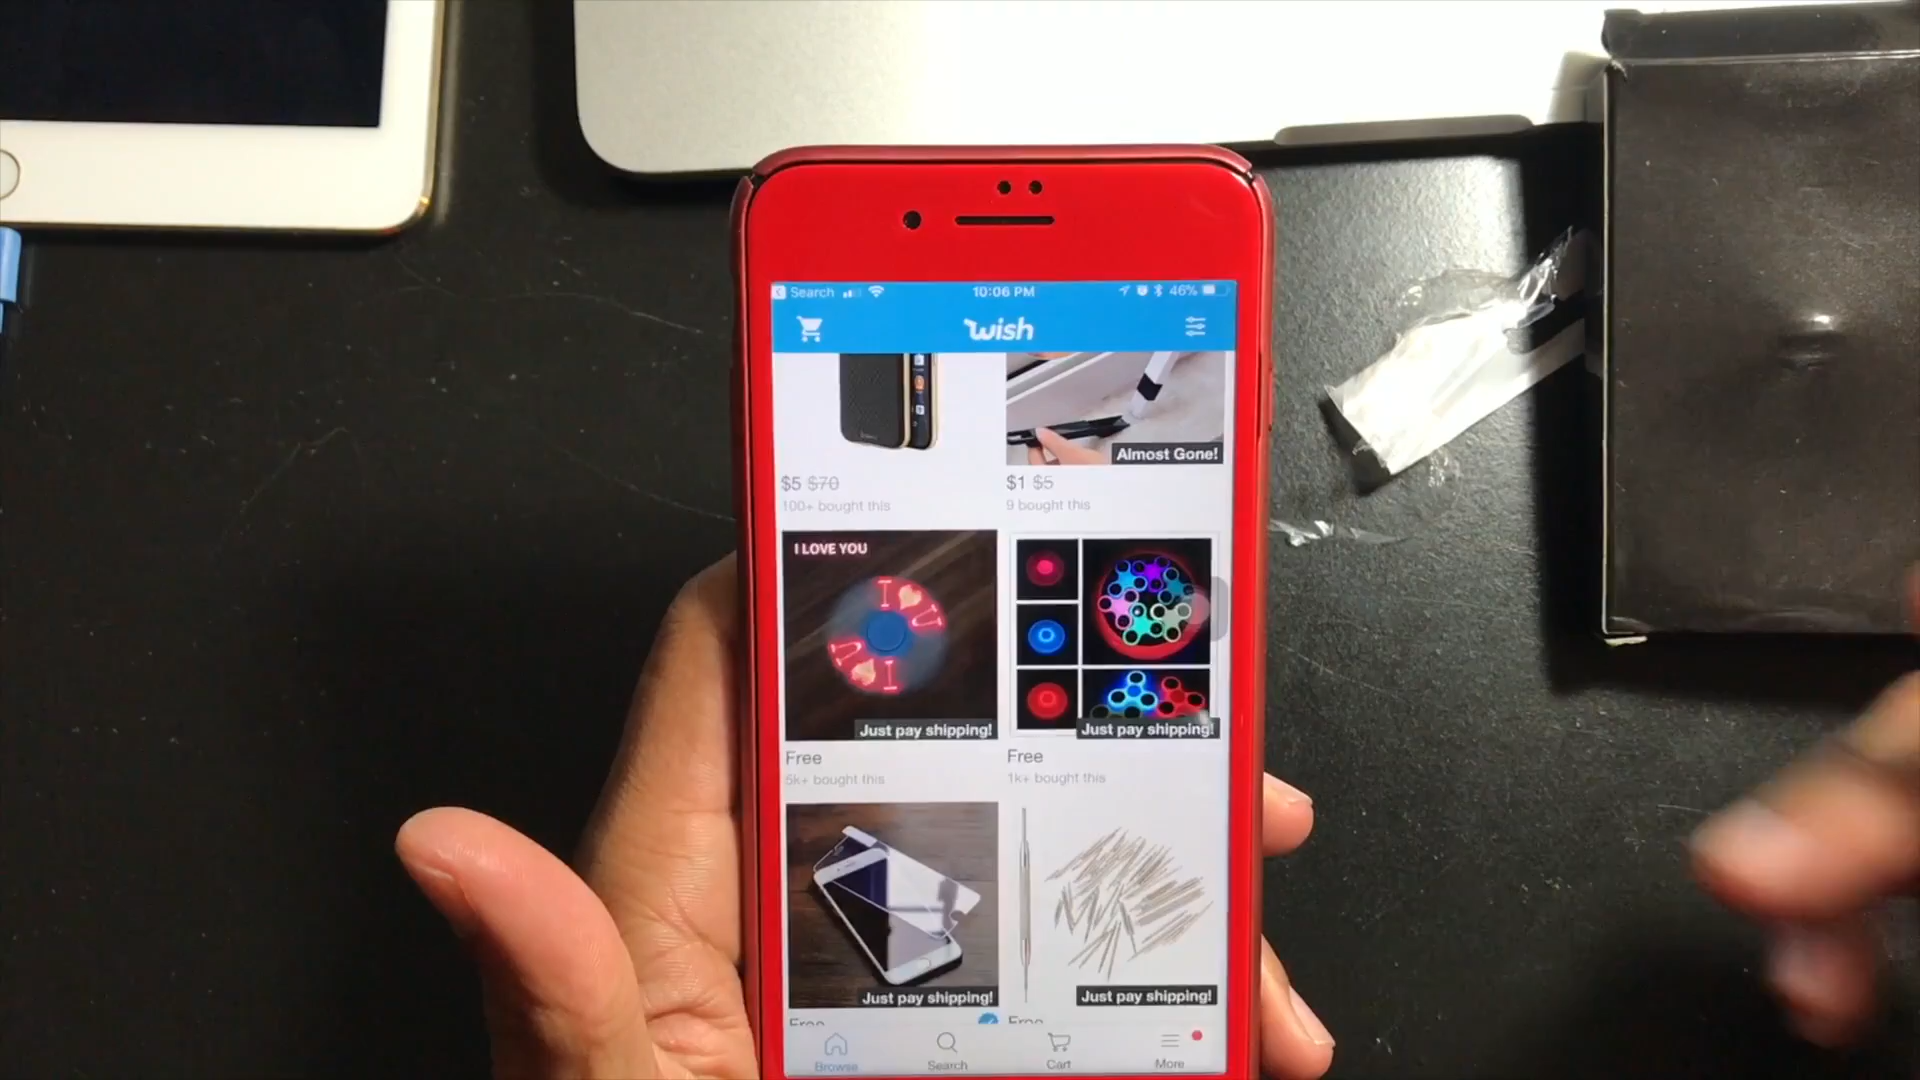 Search
10:06 PM
46%
wish
Almost Gone!
$5 $70
$1 $5
100+ bought this
9 bought this
I LOVE YOU
I U
U I
Just pay shipping!
Just pay shipping!
Free
Free
5k+ bought this
1k+ bought this
Just pay shipping!
Just pay shipping!
Free
Free
Browse
Search
Cart
More